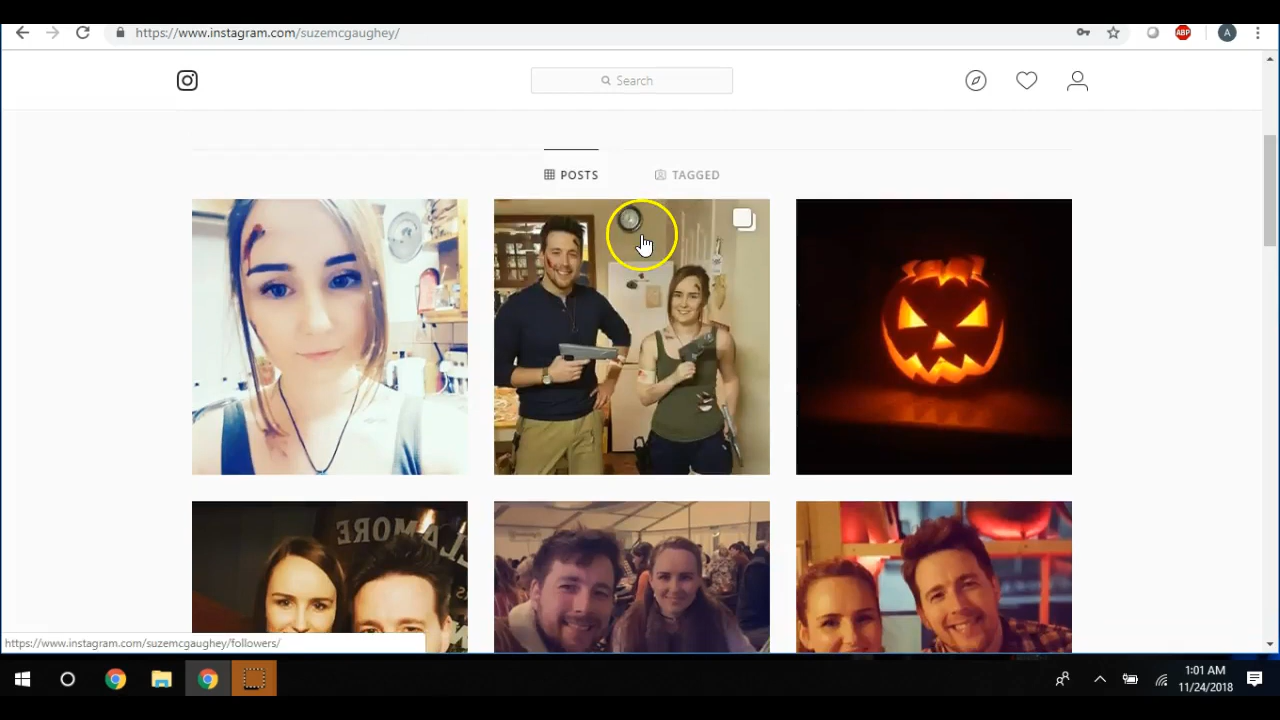 https://www.instagram.com/suzemcgaughey/
ABP
A
Search
POSTS
TAGGED
https://www.instagram.com/suzemcgaughey/followers/
1:01 AM
11/24/2018